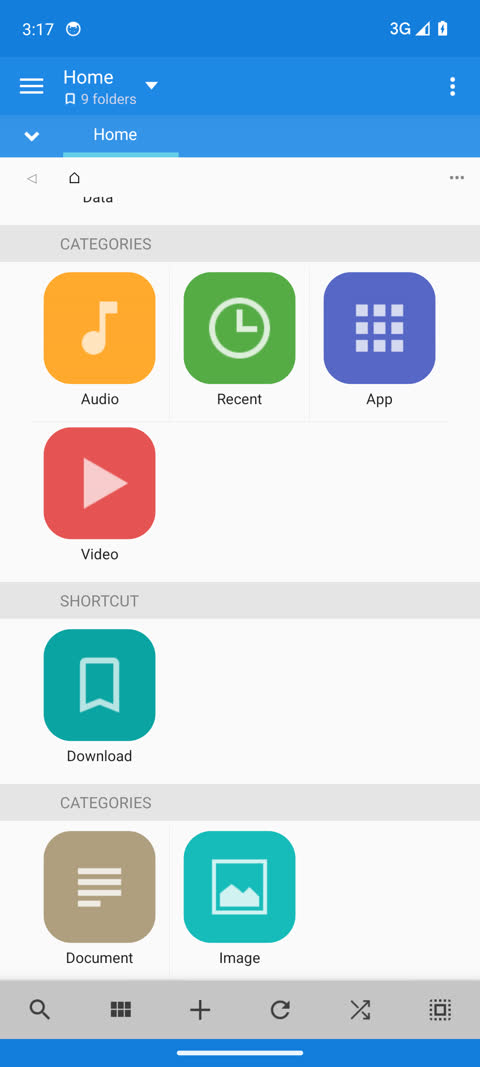 3:17
3G
Home
9 folders
Home
Data
CATEGORIES
Audio
Recent
App
Video
SHORTCUT
Download
CATEGORIES
Document
Image